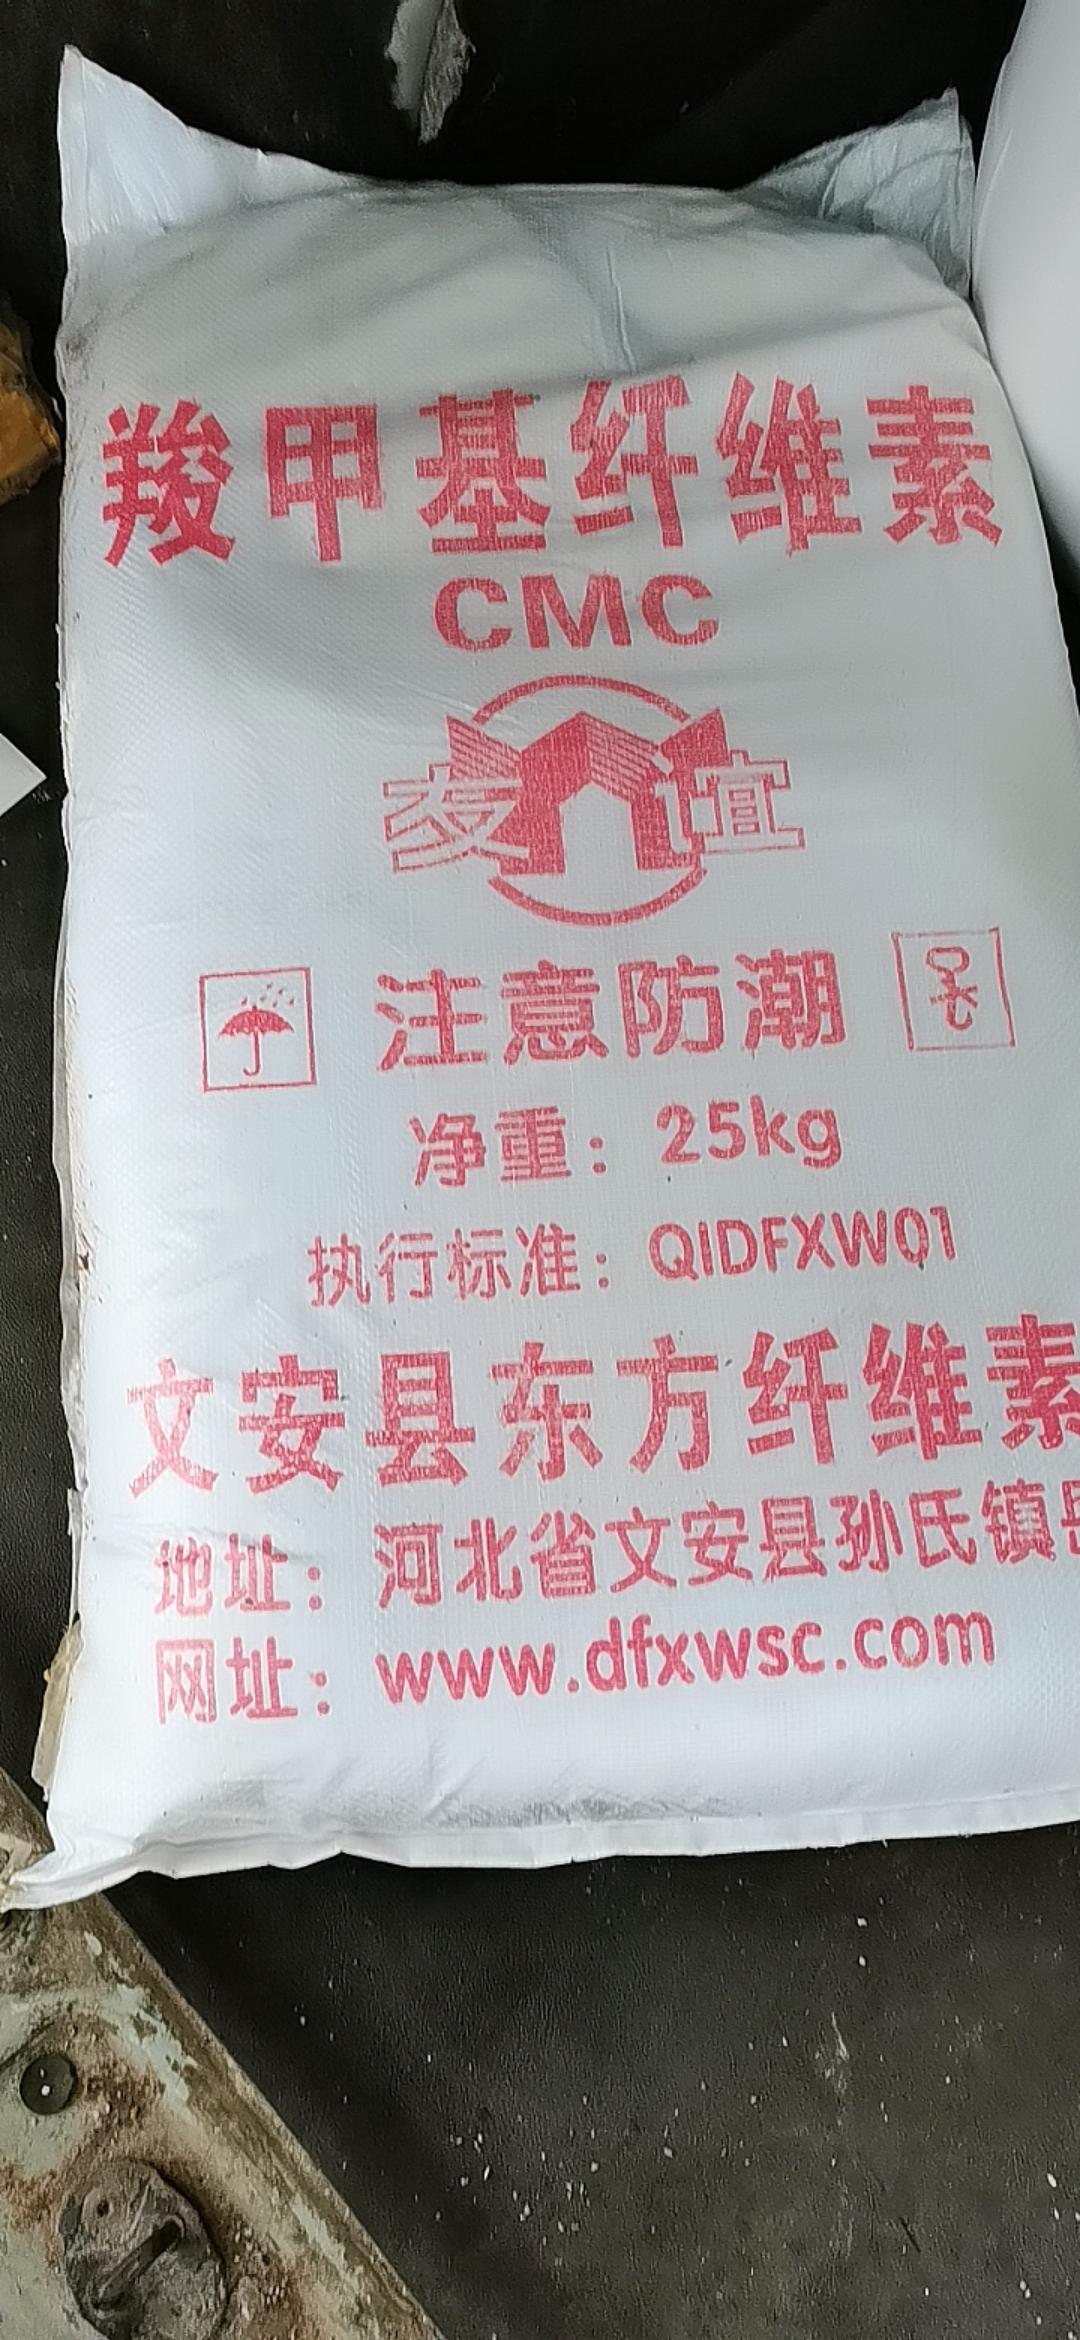 羧甲基纤维素
CMC
友谊
注意防潮
净重：25kg
执行标准：QIDFXW01
文安县东方纤维素
地址：河北省文安县孙氏镇
网址：www.dfxwsc.com